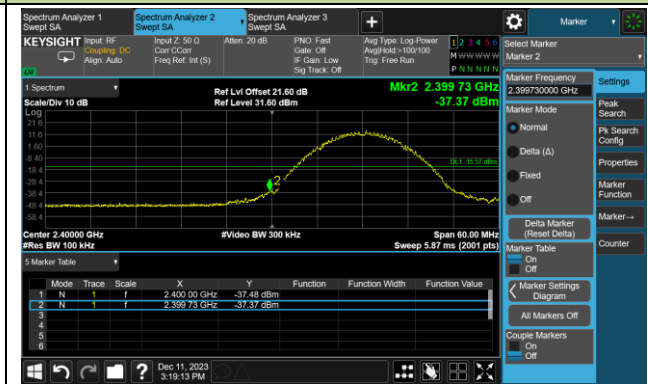 Spectrum Analyzer 1
Swept SA
Spectrum Analyzer 2
Swept SA
Spectrum Analyzer 3
Swept SA
+
Marker
KEYSIGHT
Input: RF
Coupling: DC
Align: Auto
Input Z: 50 Ω
Corr CCorr
Freq Ref: Int (S)
Atten: 20 dB
PNO: Fast
Gate: Off
IF Gain: Low
Sig Track: Off
Avg Type: Log-Power
Avg|Hold:>100/100
Trig: Free Run
1 2 3 4 5 6
M W W W W W
P N N N N N
Select Marker
Marker 2
1 Spectrum
Scale/Div 10 dB
Log
Ref Lvl Offset 21.60 dB
Ref Level 31.60 dBm
Mkr2 2.399 73 GHz
-37.37 dBm
21.6
11.6
1.60
-8.40
-18.4
-28.4
-38.4
-48.4
-58.4
DL1 -15.57 dBm
2
Center 2.40000 GHz
#Res BW 100 kHz
#Video BW 300 kHz
Span 60.00 MHz
Sweep 5.87 ms (2001 pts)
5 Marker Table
Mode Trace Scale X Y Function Function Width Function Value
1 N 1 f 2.400 00 GHz -37.48 dBm
2 N 1 f 2.399 73 GHz -37.37 dBm
3
4
5
6
Marker Frequency
2.399730000 GHz
Marker Mode
Normal
Delta (Δ)
Fixed
Off
Delta Marker
(Reset Delta)
Marker Table
On
Off
Marker Settings
Diagram
All Markers Off
Couple Markers
On
Off
Settings
Peak
Search
Pk Search
Config
Properties
Marker
Function
Marker→
Counter
?
Dec 11, 2023
3:19:13 PM